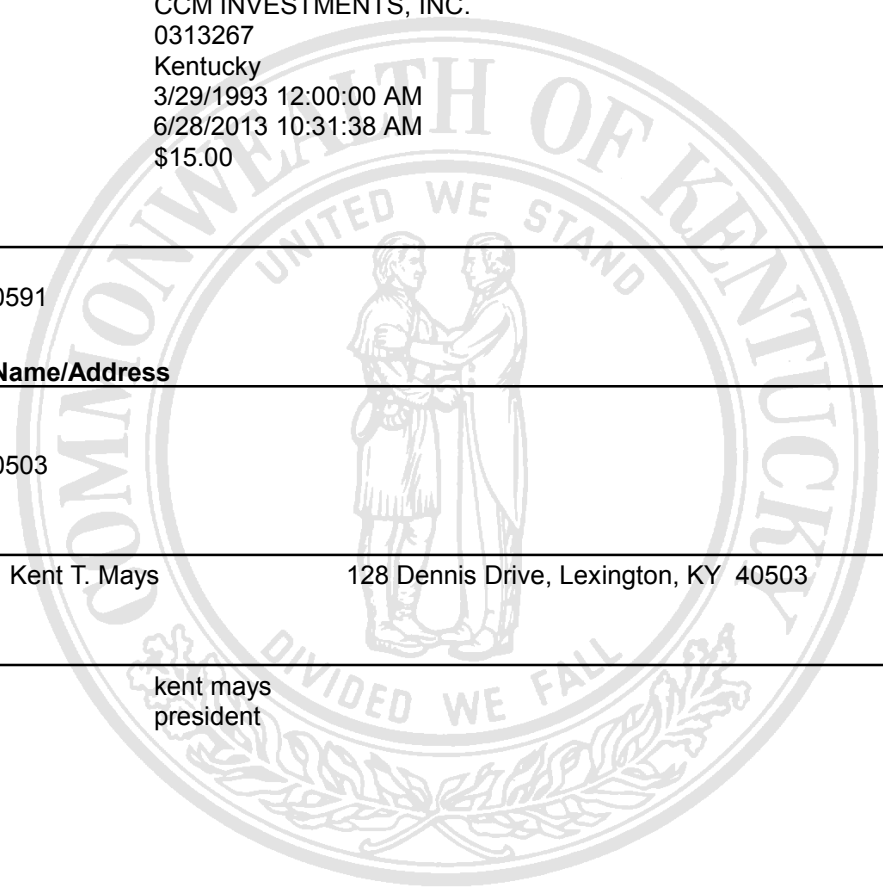 CCM INVESTMENTS, INC.
0313267
Kentucky
3/29/1993 12:00:00 AM
6/28/2013 10:31:38 AM
$15.00
0591
Name/Address
0503
Kent T. Mays 128 Dennis Drive, Lexington, KY 40503
kent mays
president
COMMONWEALTH OF KENTUCKY
UNITED WE STAND
DIVIDED WE FALL